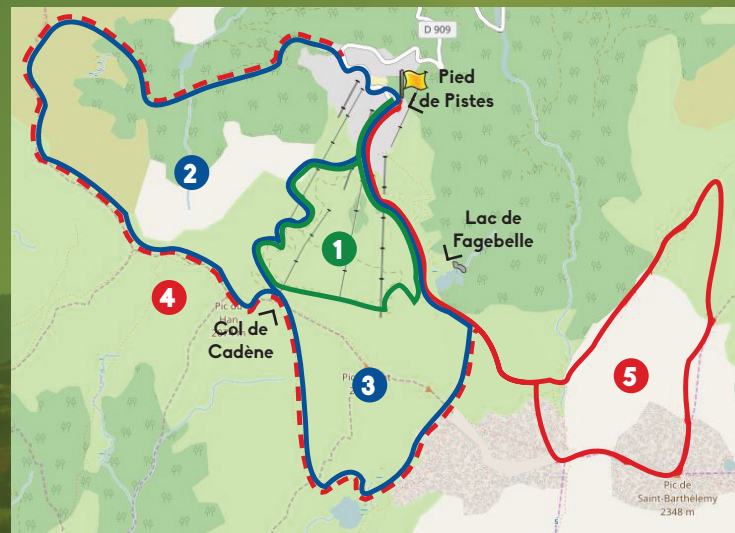 D 909
Pied
de Pistes
2
Lac de
Fagebelle
1
4
Col de
Cadène
3
5
Pic de
Saint-Barthélemy
2348 m